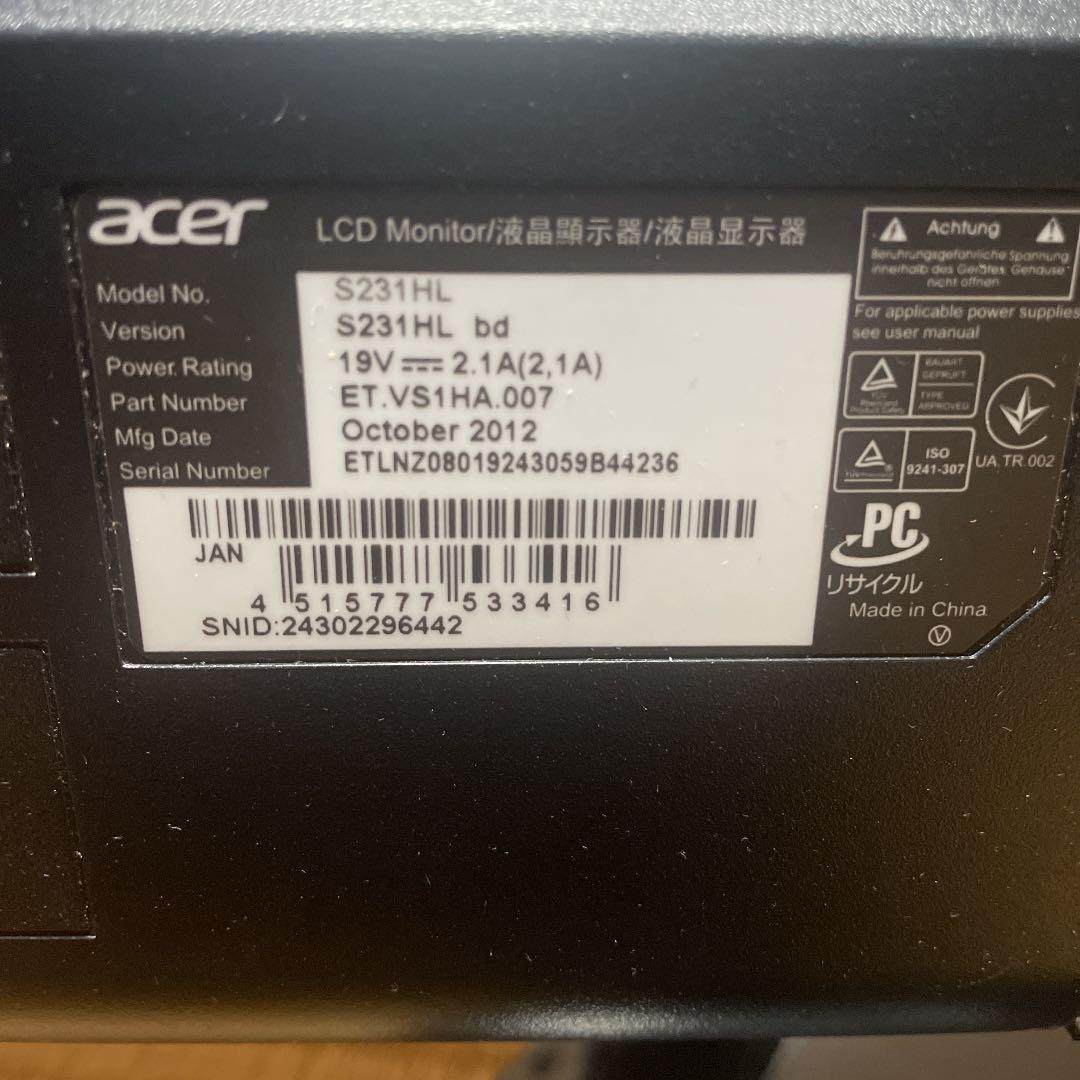 acer
LCD Monitor/液晶顯示器/液晶显示器
Model No. S231HL
Version S231HL bd
Power Rating 19V 2.1A(2,1A)
Part Number ET.VS1HA.007
Mfg Date October 2012
Serial Number ETLNZ08019243059B44236
JAN
4 515777 533416
SNID:24302296442
Achtung
Berührungsgefährliche Spannung
innerhalb des Gerätes. Gehäuse
nicht öffnen
For applicable power supplies
see user manual
TÜV
Rheinland
Product Safety
BAUART
GEPRÜFT
TYPE
APPROVED
ISO
9241-307
UA.TR.002
PC
リサイクル
Made in China
V